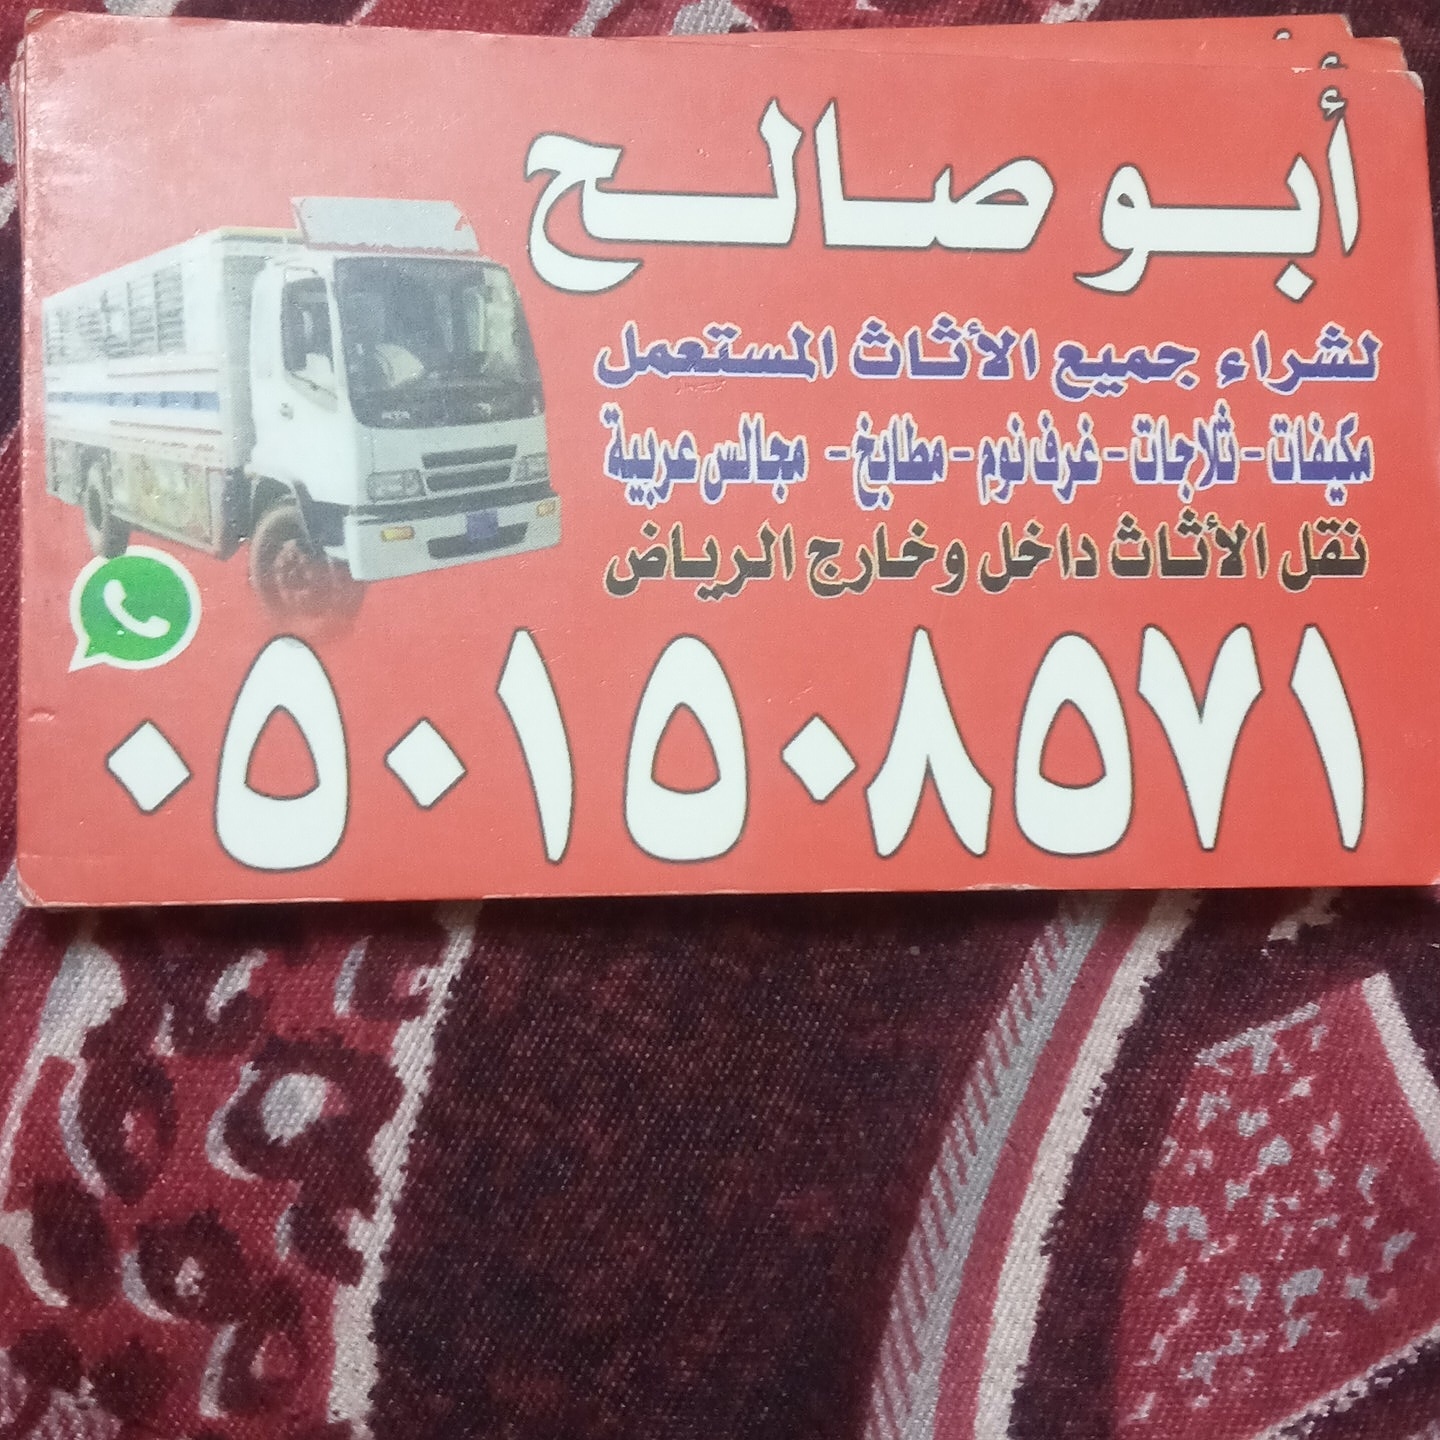 أبو صالح
لشراء جميع الأثاث المستعمل
مكيفات - ثلاجات - غرف نوم - مطابخ - مجالس عربية
نقل الأثاث داخل وخارج الرياض
٠٥٠١٥٠٨٥٧١